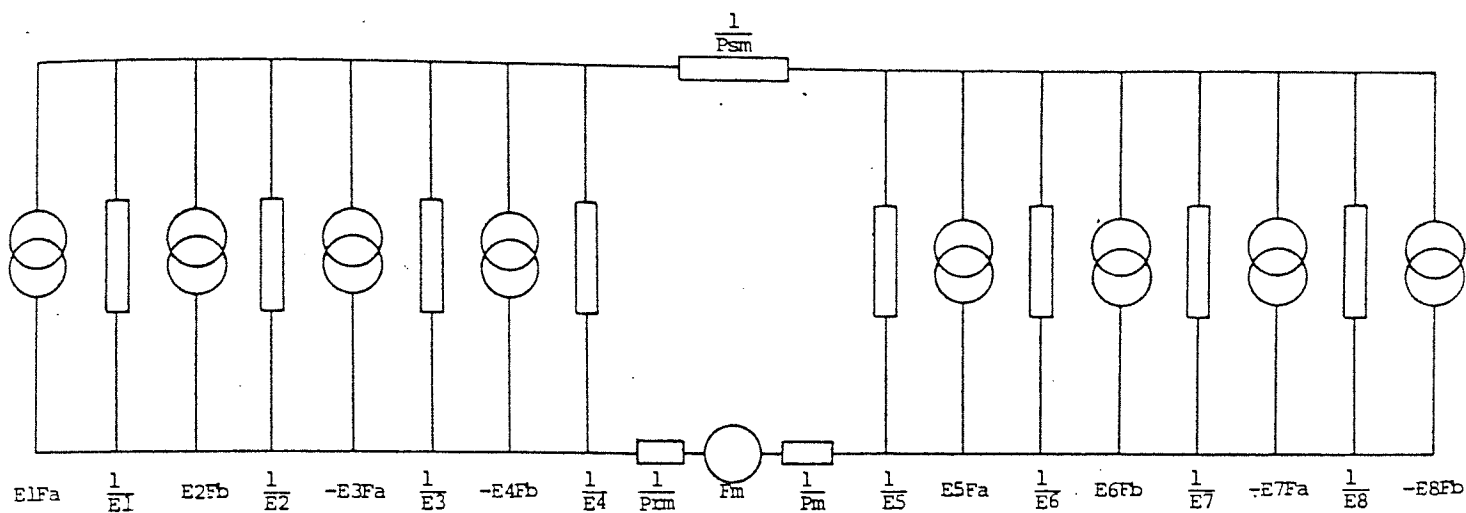 1
Psm
E1Fa 1 E2Fb 1 -E3Fa 1 -E4Fb 1 1 Fm 1 1 E5Fa 1 E6Fb 1 -E7Fa 1 -E8Fb
E1 E2 E3 E4 Prm Pm E5 E6 E7 E8